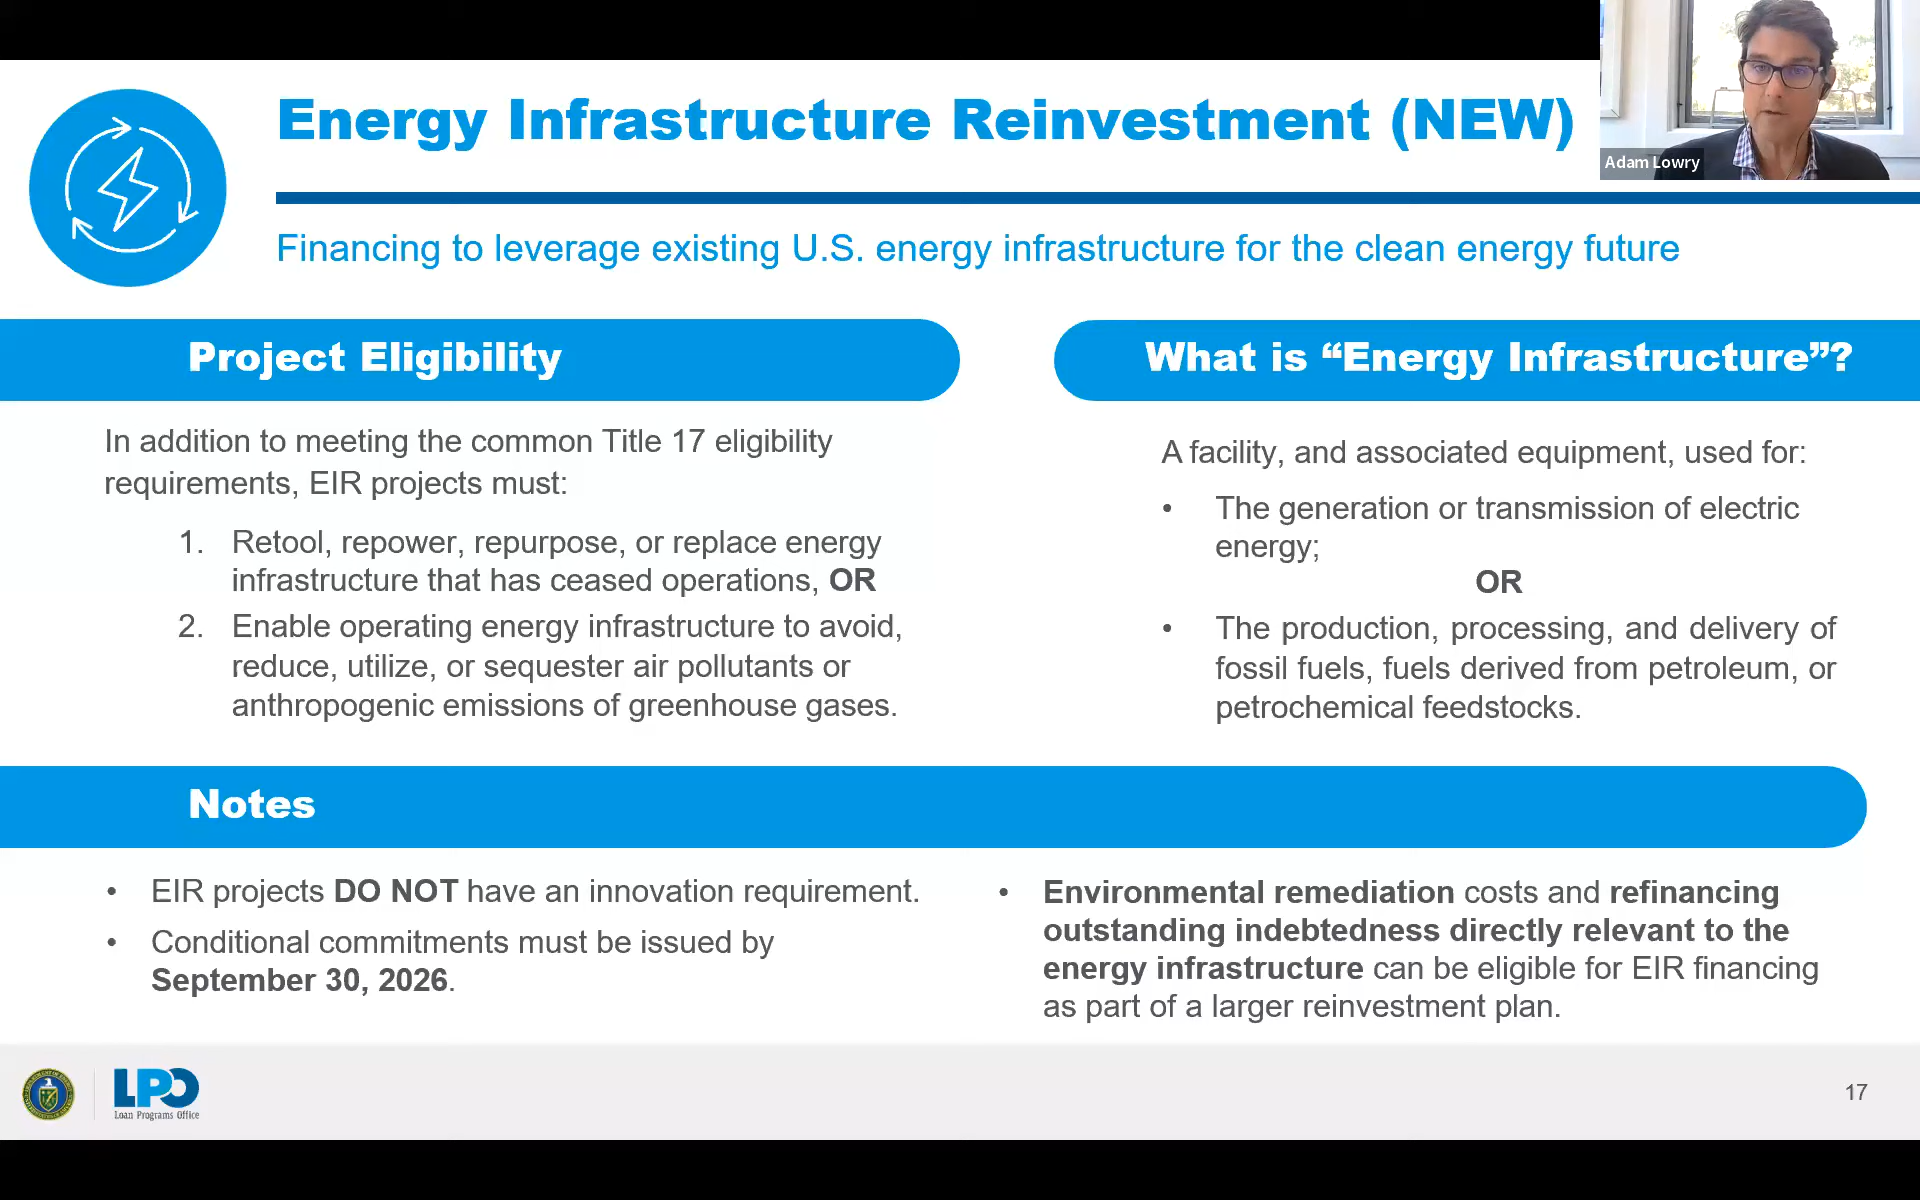 Energy Infrastructure Reinvestment (NEW)
Adam Lowry
Financing to leverage existing U.S. energy infrastructure for the clean energy future
Project Eligibility
In addition to meeting the common Title 17 eligibility
requirements, EIR projects must:
1. Retool, repower, repurpose, or replace energy
infrastructure that has ceased operations, OR
2. Enable operating energy infrastructure to avoid,
reduce, utilize, or sequester air pollutants or
anthropogenic emissions of greenhouse gases.
What is “Energy Infrastructure”?
A facility, and associated equipment, used for:
• The generation or transmission of electric
energy;
OR
• The production, processing, and delivery of
fossil fuels, fuels derived from petroleum, or
petrochemical feedstocks.
Notes
• EIR projects DO NOT have an innovation requirement.
• Conditional commitments must be issued by
September 30, 2026.
• Environmental remediation costs and refinancing
outstanding indebtedness directly relevant to the
energy infrastructure can be eligible for EIR financing
as part of a larger reinvestment plan.
LPO
Loan Programs Office
17